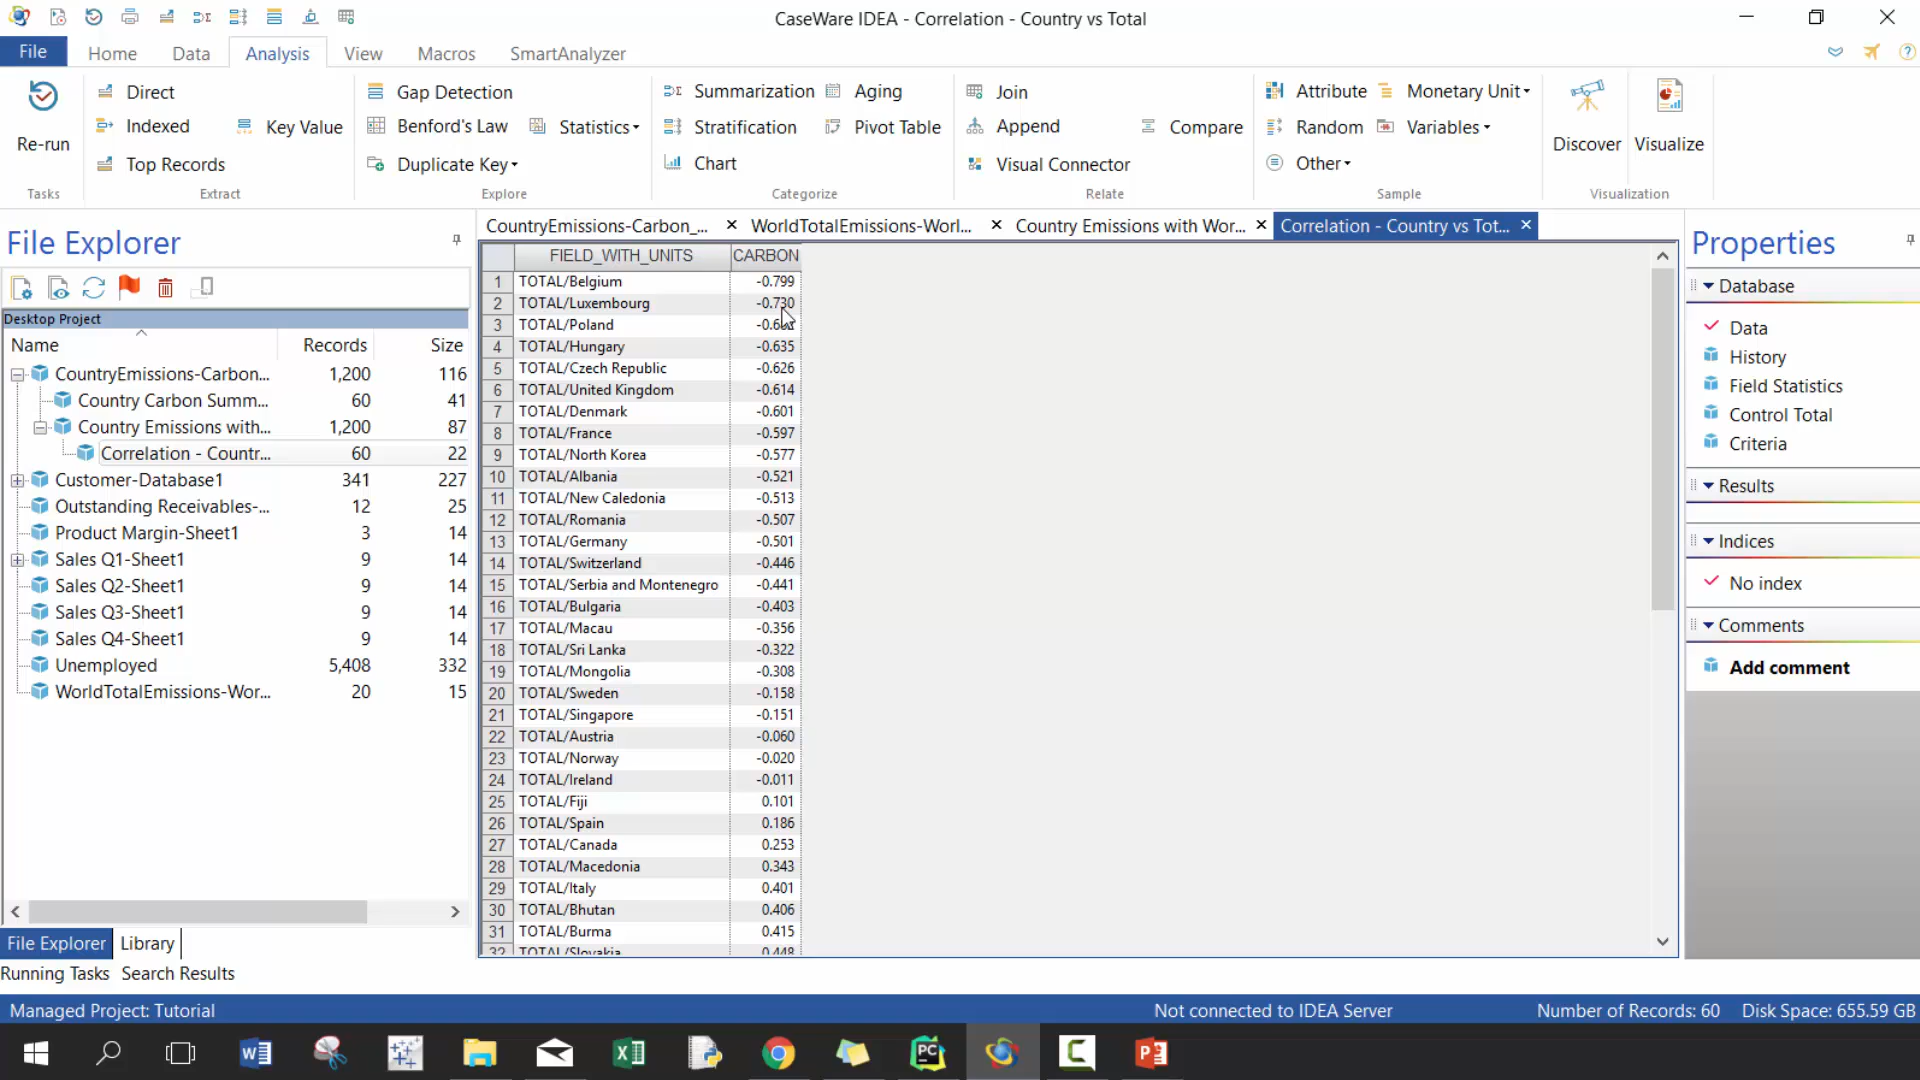 CaseWare IDEA - Correlation - Country vs Total
File Home Data Analysis View Macros SmartAnalyzer
Re-run
Tasks
Direct
Indexed
Top Records
Key Value
Extract
Gap Detection
Benford's Law
Duplicate Key
Statistics
Explore
Summarization
Stratification
Chart
Aging
Pivot Table
Categorize
Join
Append
Visual Connector
Compare
Relate
Attribute
Random
Other
Monetary Unit
Variables
Sample
Discover
Visualize
Visualization
File Explorer
Desktop Project
Name Records Size
CountryEmissions-Carbon... 1,200 116
Country Carbon Summ... 60 41
Country Emissions with... 1,200 87
Correlation - Countr... 60 22
Customer-Database1 341 227
Outstanding Receivables-... 12 25
Product Margin-Sheet1 3 14
Sales Q1-Sheet1 9 14
Sales Q2-Sheet1 9 14
Sales Q3-Sheet1 9 14
Sales Q4-Sheet1 9 14
Unemployed 5,408 332
WorldTotalEmissions-Wor... 20 15
File Explorer Library
Running Tasks Search Results
CountryEmissions-Carbon_... WorldTotalEmissions-Worl... Country Emissions with Wor... Correlation - Country vs Tot...
FIELD_WITH_UNITS CARBON
1 TOTAL/Belgium -0.799
2 TOTAL/Luxembourg -0.730
3 TOTAL/Poland
4 TOTAL/Hungary -0.635
5 TOTAL/Czech Republic -0.626
6 TOTAL/United Kingdom -0.614
7 TOTAL/Denmark -0.601
8 TOTAL/France -0.597
9 TOTAL/North Korea -0.577
10 TOTAL/Albania -0.521
11 TOTAL/New Caledonia -0.513
12 TOTAL/Romania -0.507
13 TOTAL/Germany -0.501
14 TOTAL/Switzerland -0.446
15 TOTAL/Serbia and Montenegro -0.441
16 TOTAL/Bulgaria -0.403
17 TOTAL/Macau -0.356
18 TOTAL/Sri Lanka -0.322
19 TOTAL/Mongolia -0.308
20 TOTAL/Sweden -0.158
21 TOTAL/Singapore -0.151
22 TOTAL/Austria -0.060
23 TOTAL/Norway -0.020
24 TOTAL/Ireland -0.011
25 TOTAL/Fiji 0.101
26 TOTAL/Spain 0.186
27 TOTAL/Canada 0.253
28 TOTAL/Macedonia 0.343
29 TOTAL/Italy 0.401
30 TOTAL/Bhutan 0.406
31 TOTAL/Burma 0.415
32 TOTAL/Slovakia 0.448
Properties
Database
Data
History
Field Statistics
Control Total
Criteria
Results
Indices
No index
Comments
Add comment
Managed Project: Tutorial Not connected to IDEA Server Number of Records: 60 Disk Space: 655.59 GB